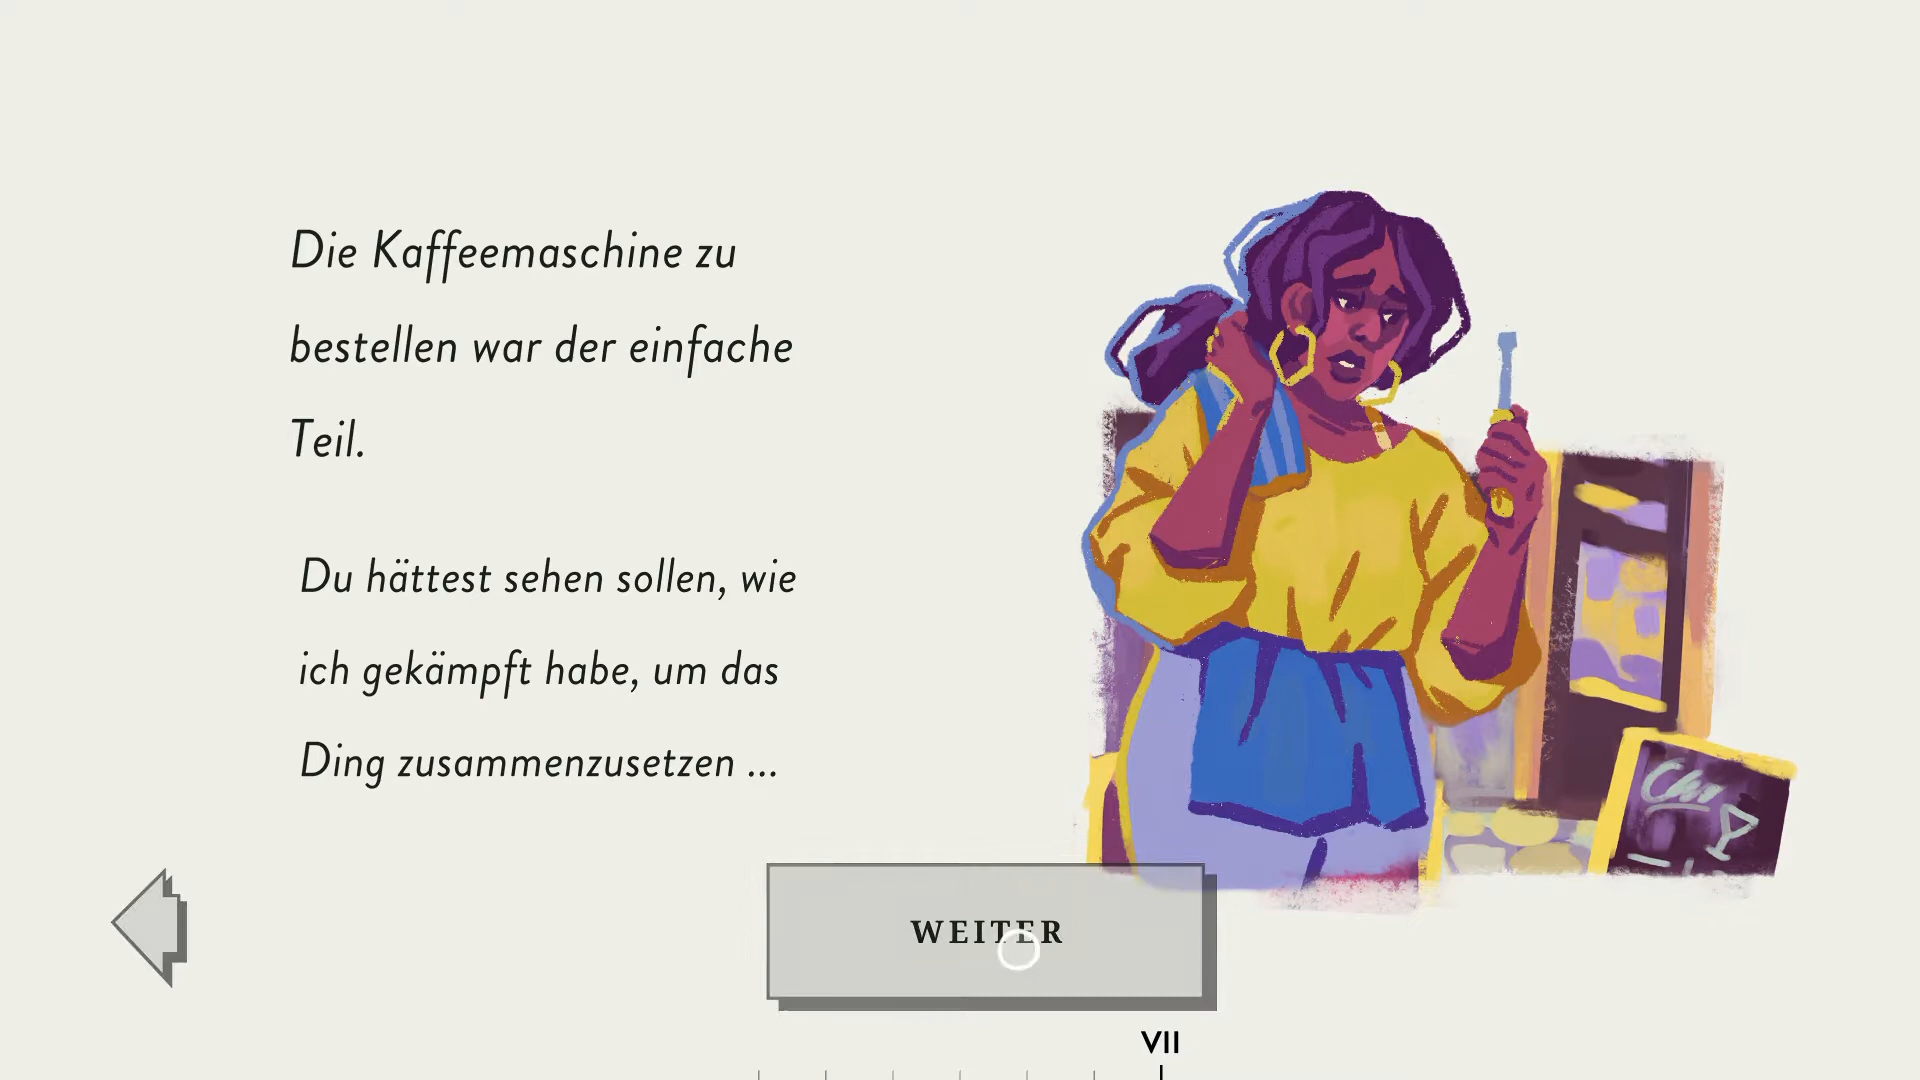 Die Kaffeemaschine zu
bestellen war der einfache
Teil.
Du hättest sehen sollen, wie
ich gekämpft habe, um das
Ding zusammenzusetzen ...
WEITER
VII